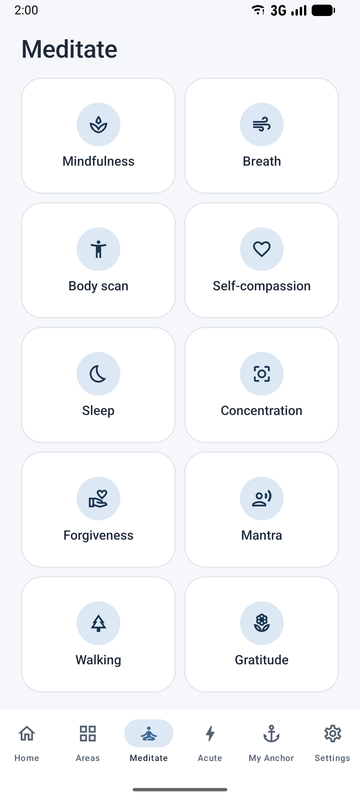 2:00 3G
Meditate
Mindfulness
Breath
Body scan
Self-compassion
Sleep
Concentration
Forgiveness
Mantra
Walking
Gratitude
Home Areas Meditate Acute My Anchor Settings